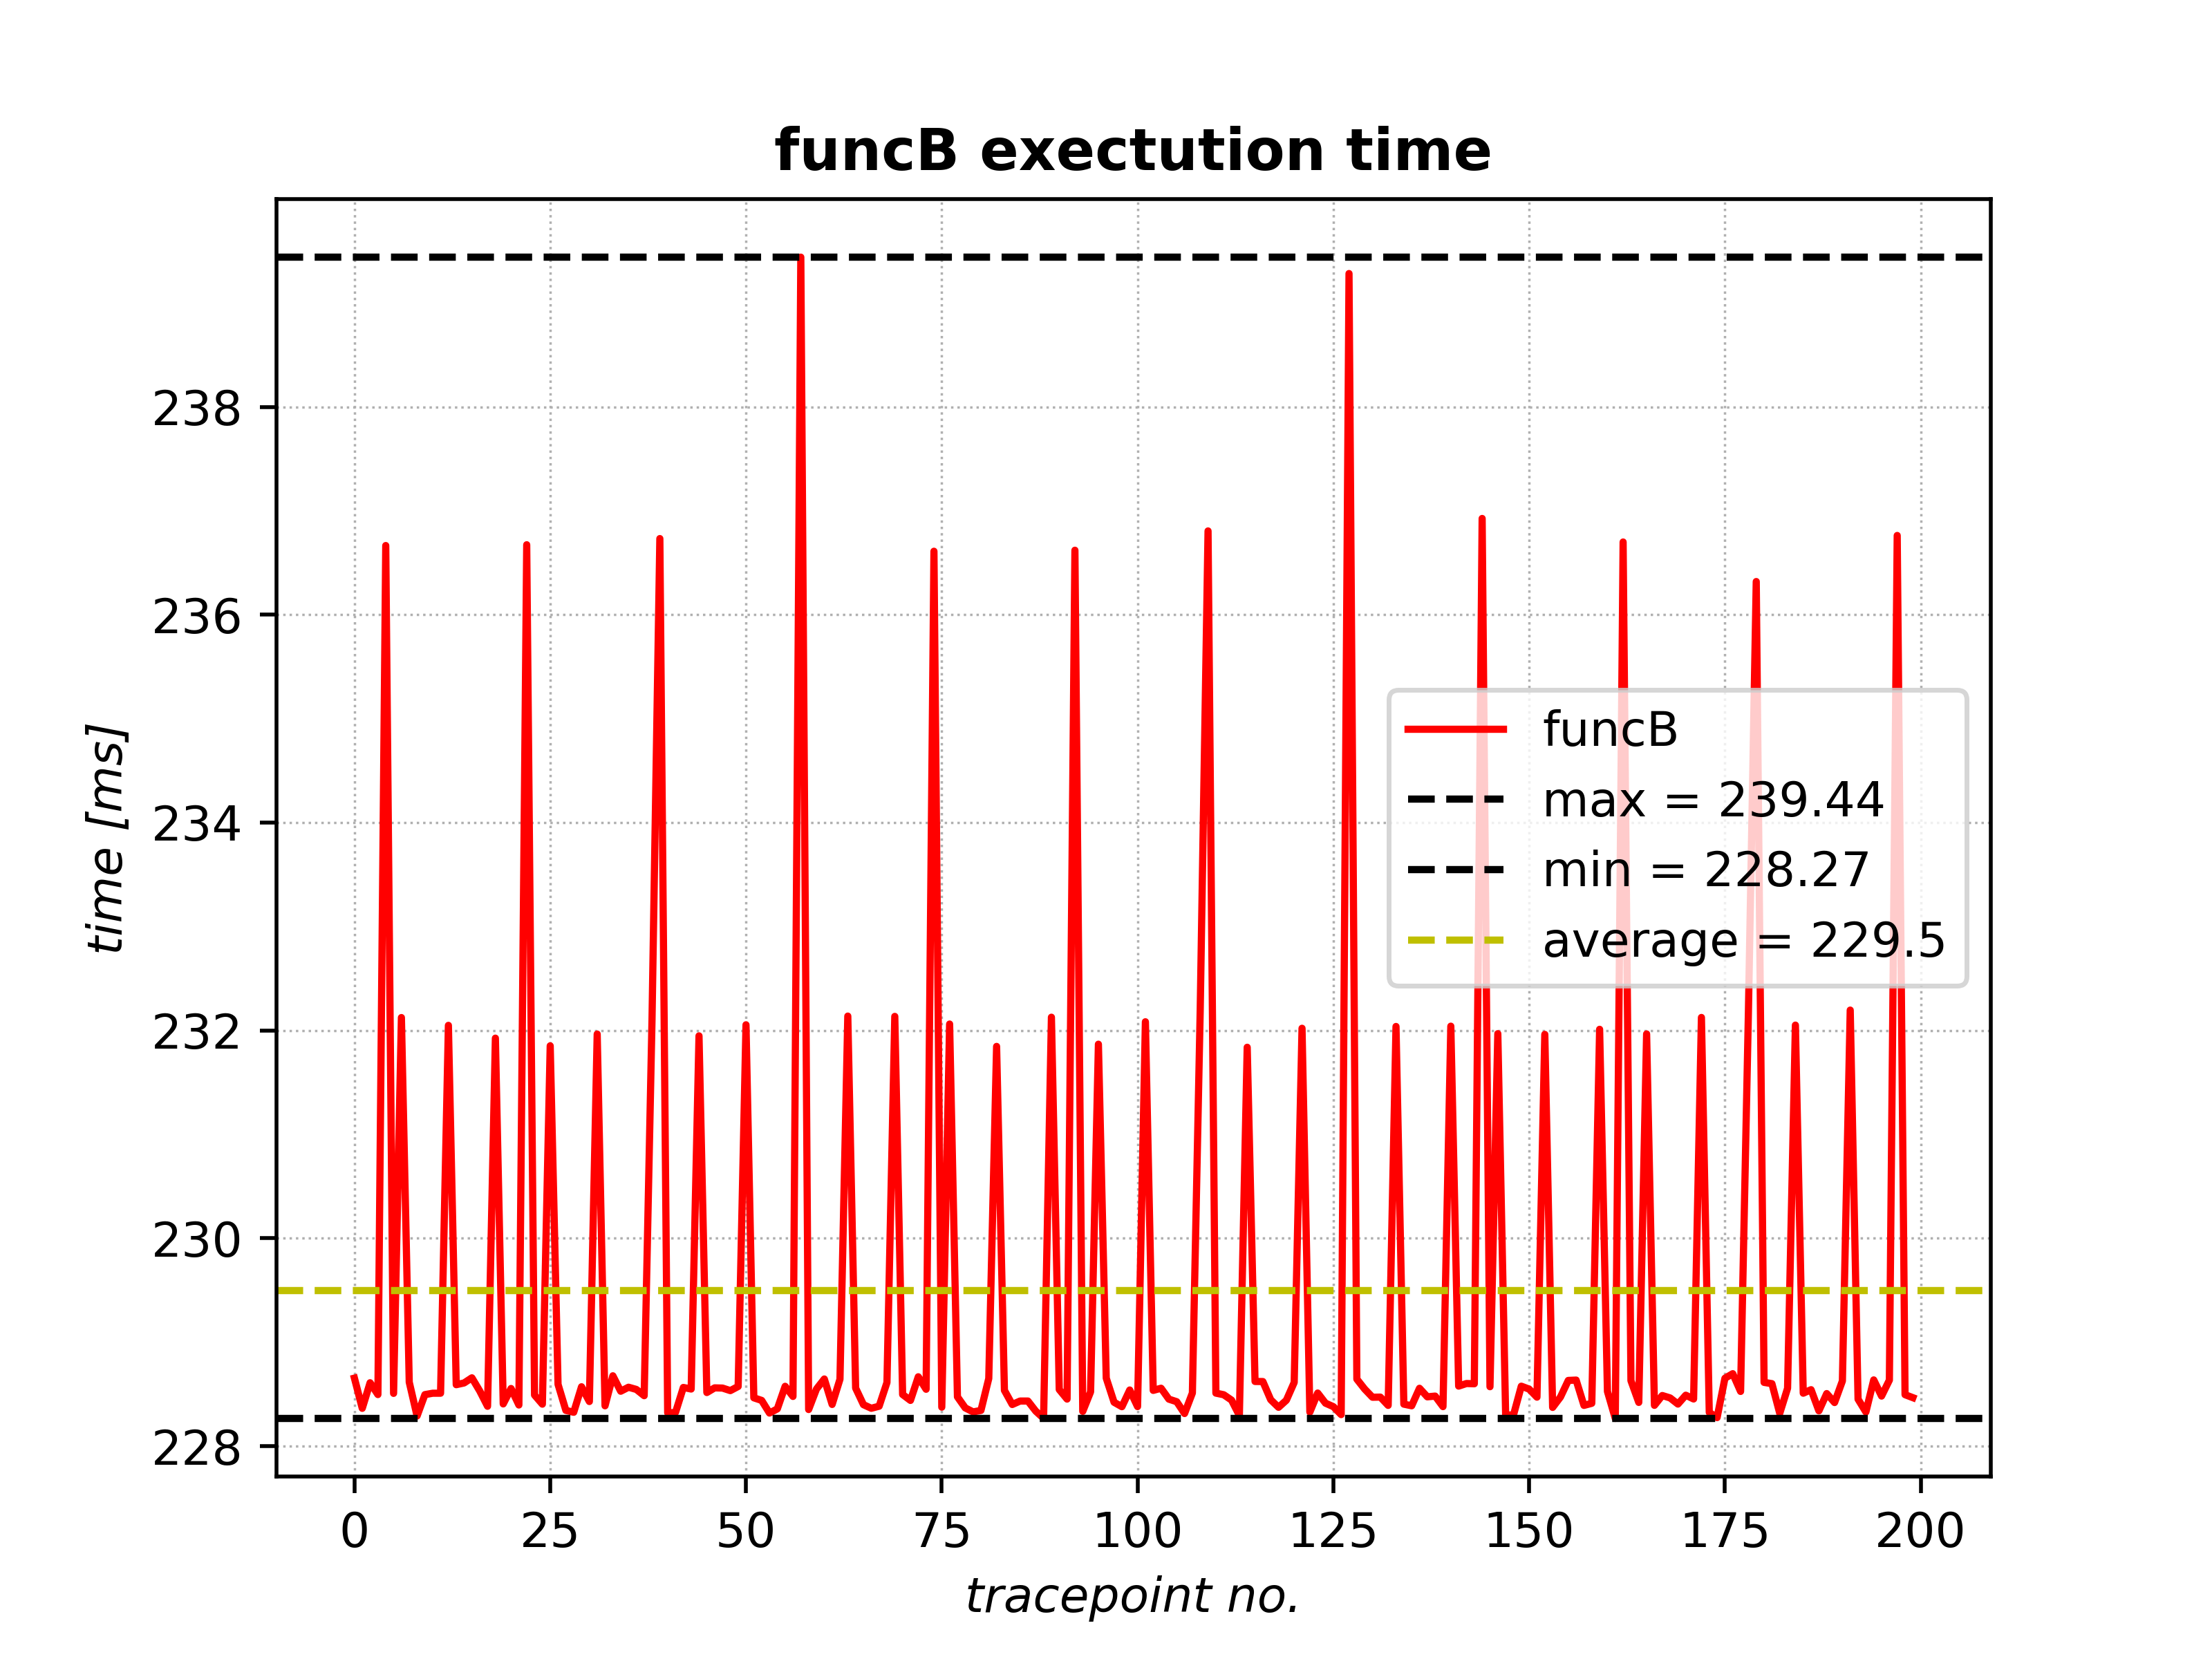 funcB exectution time
time [ms]
238
236
234
232
230
228
funcB
max = 239.44
min = 228.27
average = 229.5
0 25 50 75 100 125 150 175 200
tracepoint no.